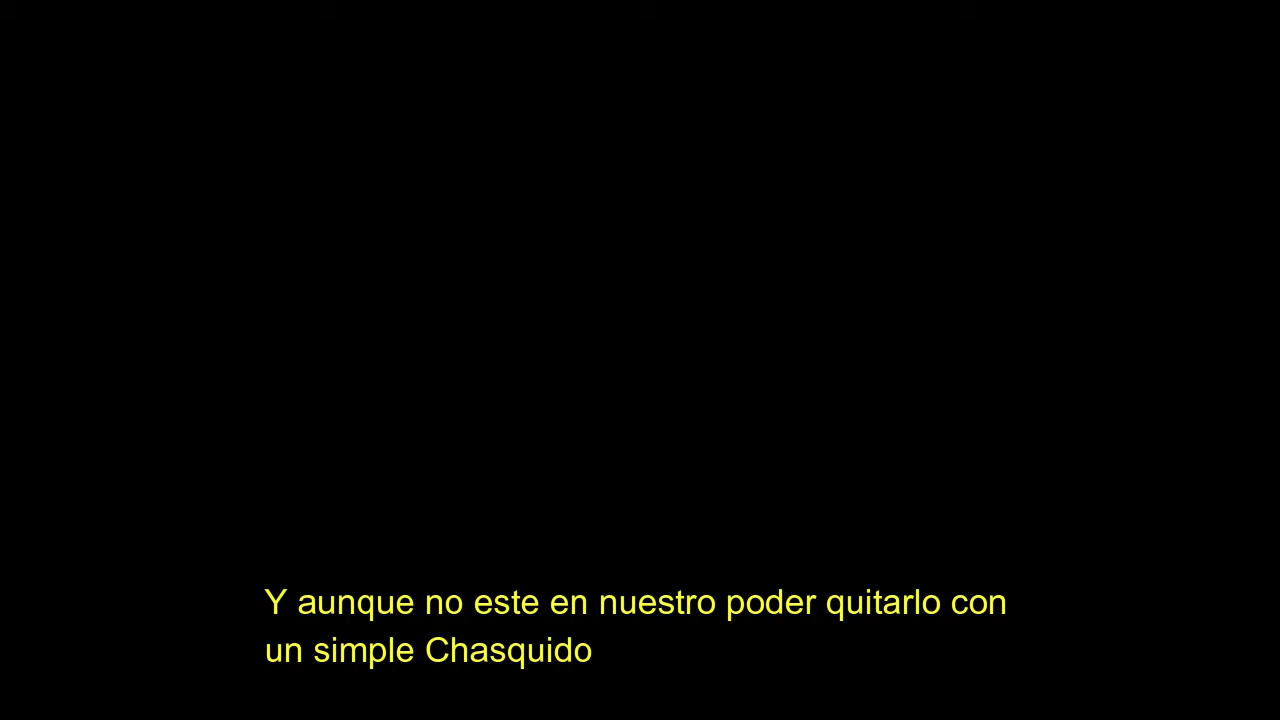 Y aunque no este en nuestro poder quitarlo con
un simple Chasquido